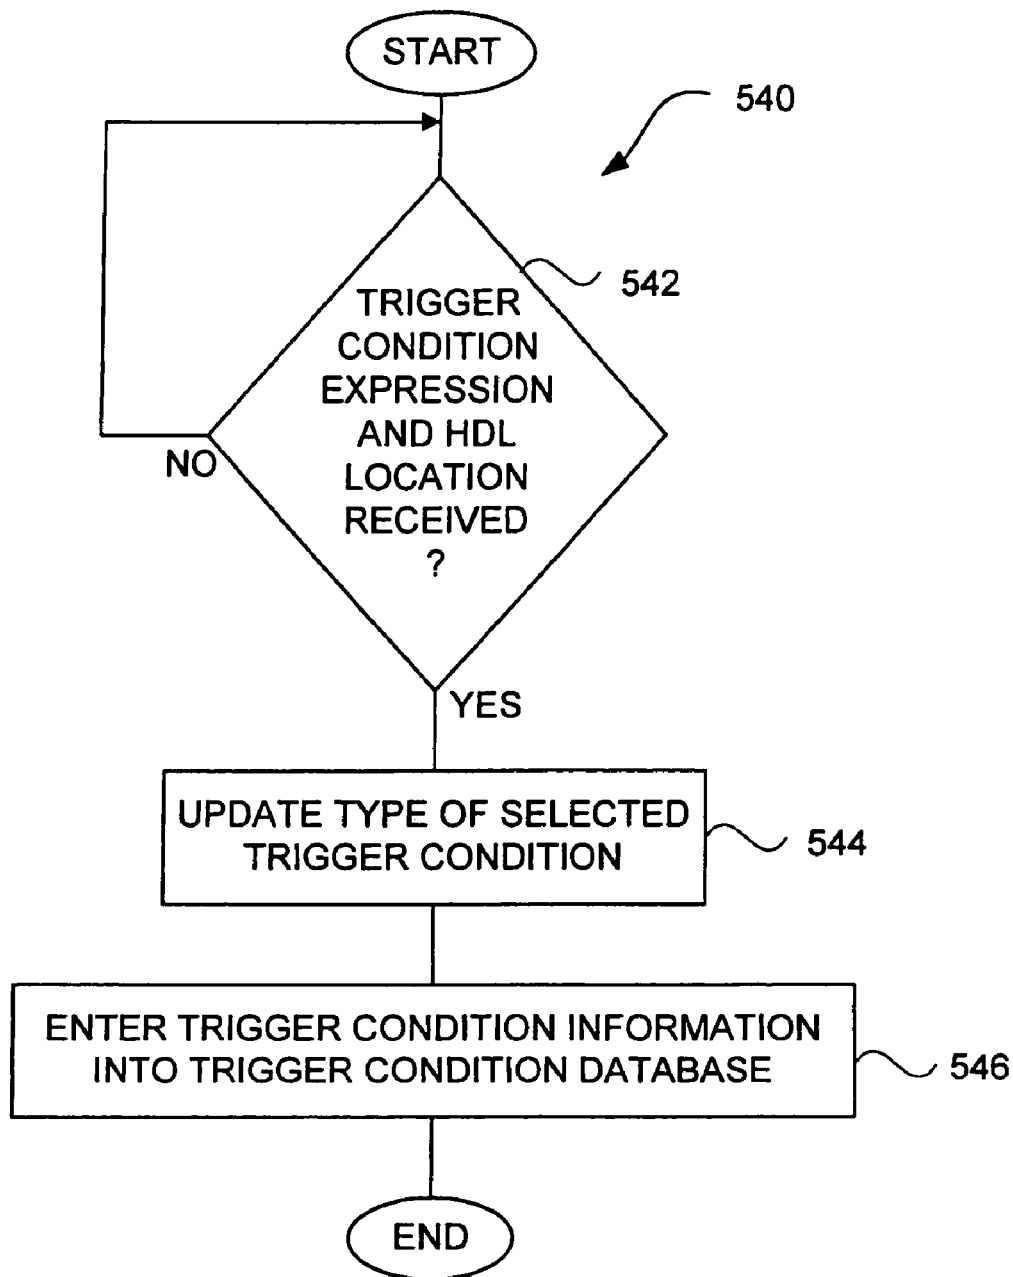 START
540
542
TRIGGER
CONDITION
EXPRESSION
AND HDL
LOCATION
RECEIVED
?
NO
YES
UPDATE TYPE OF SELECTED
TRIGGER CONDITION
544
ENTER TRIGGER CONDITION INFORMATION
INTO TRIGGER CONDITION DATABASE
546
END